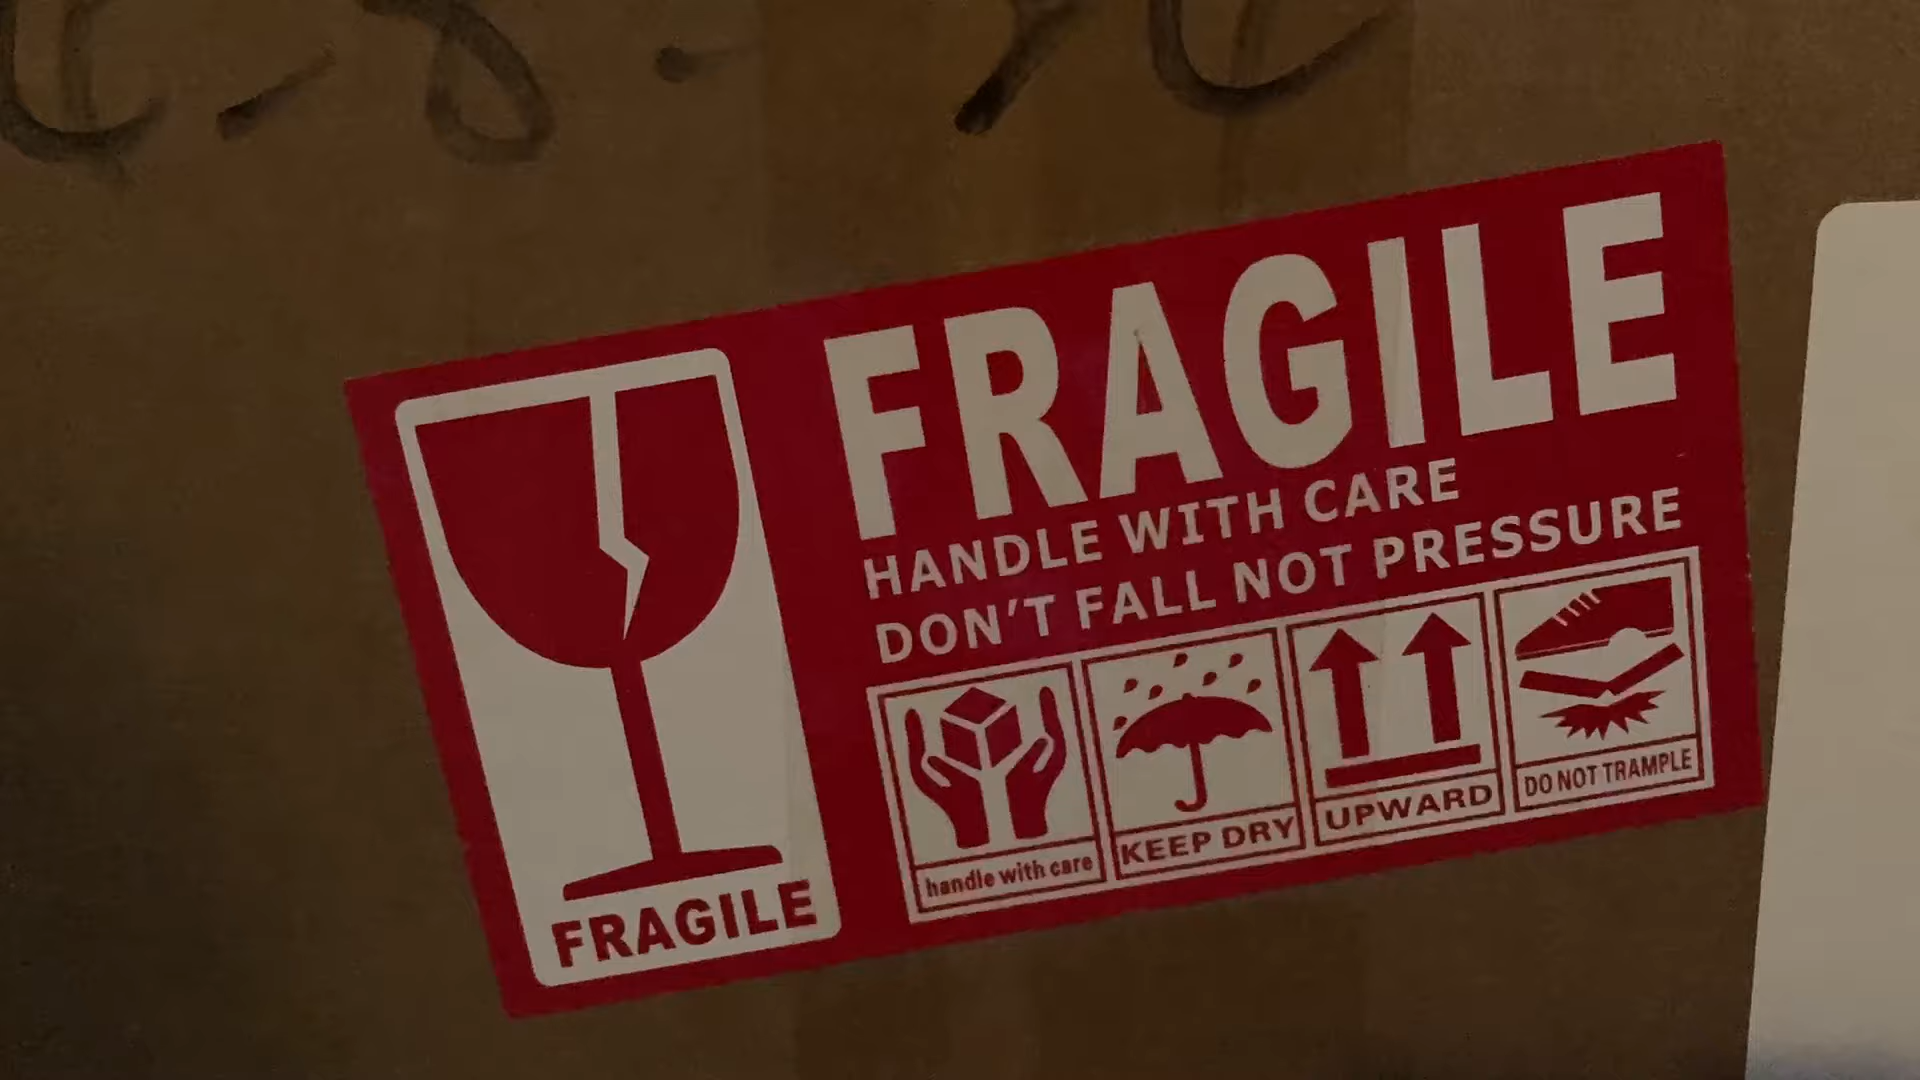 FRAGILE
HANDLE WITH CARE
DON'T FALL NOT PRESSURE
handle with care
KEEP DRY
UPWARD
DO NOT TRAMPLE
FRAGILE